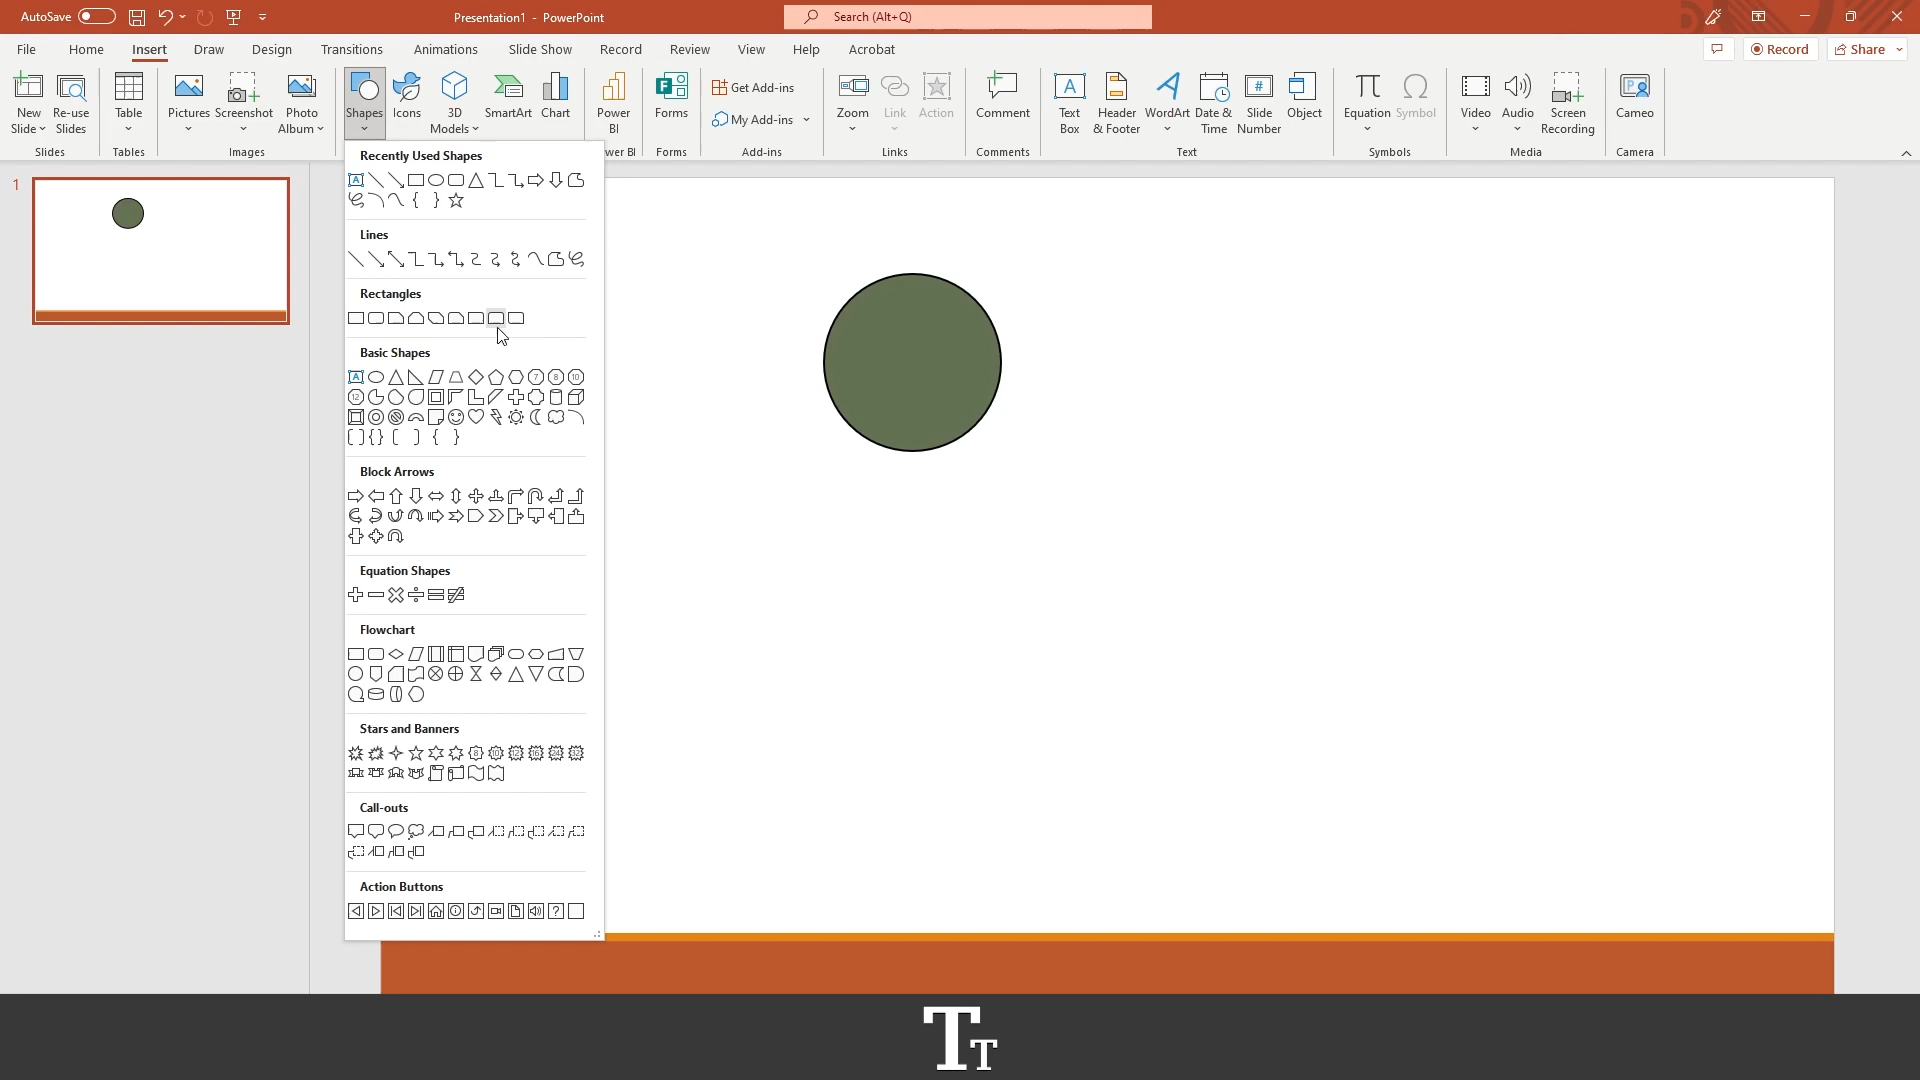 AutoSave
Presentation1 - PowerPoint
Search (Alt+Q)
File Home Insert Draw Design Slide Show Transitions Animations Record Review View Help Acrobat
Record
Share
New Slide
Re-use Slides
Table
Pictures
Screenshot
Photo Album
Shapes
Icons
3D Models
SmartArt
Chart
Power BI
Forms
Get Add-ins
My Add-ins
Zoom
Link
Action
Comment
Text Box
Header & Footer
WordArt
Date & Time
Slide Number
Object
Equation
Symbol
Video
Audio
Screen Recording
Cameo
Slides
Tables
Images
wer BI
Forms
Add-ins
Links
Comments
Text
Symbols
Media
Camera
1
Recently Used Shapes
Lines
Rectangles
Basic Shapes
Block Arrows
Equation Shapes
Flowchart
Stars and Banners
Call-outs
Action Buttons
TT